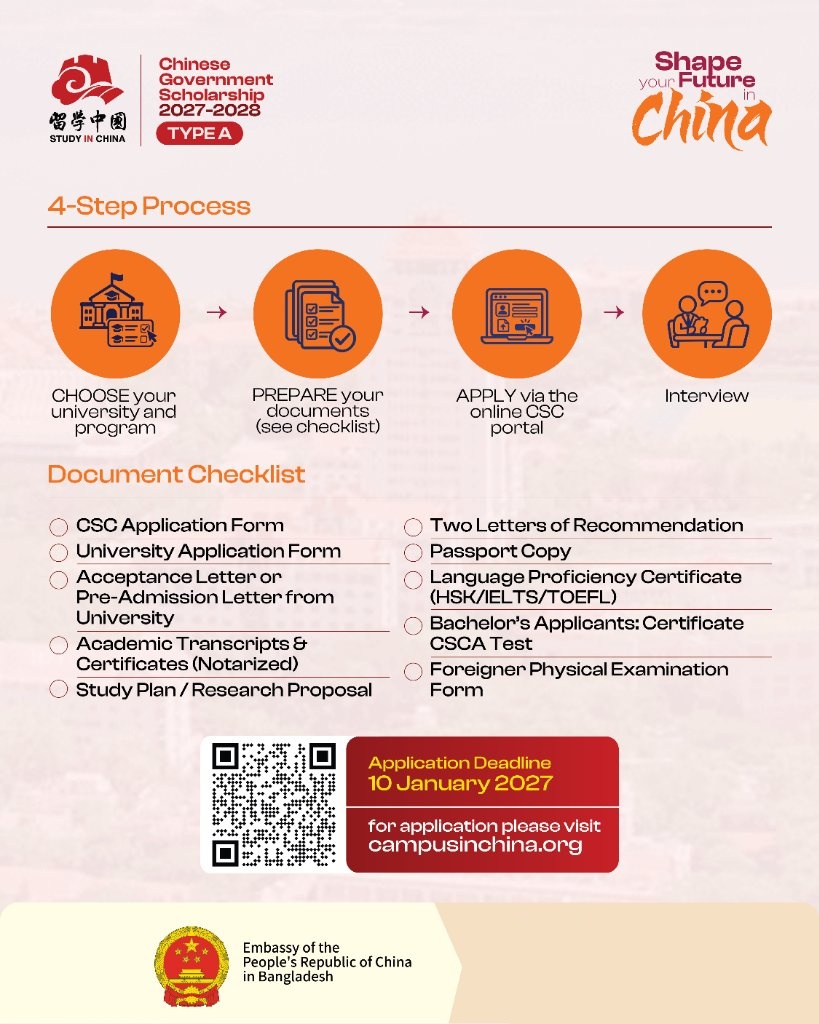 Chinese
Government
Scholarship
2027-2028
TYPE A
留学中国
STUDY IN CHINA
Shape
your Future
in
China
4-Step Process
CHOOSE your
university and
program
PREPARE your
documents
(see checklist)
APPLY via the
online CSC
portal
Interview
Document Checklist
CSC Application Form
University Application Form
Acceptance Letter or
Pre-Admission Letter from
University
Academic Transcripts &
Certificates (Notarized)
Study Plan / Research Proposal
Two Letters of Recommendation
Passport Copy
Language Proficiency Certificate
(HSK/IELTS/TOEFL)
Bachelor's Applicants: Certificate
CSCA Test
Foreigner Physical Examination
Form
Application Deadline
10 January 2027
for application please visit
campusinchina.org
Embassy of the
People's Republic of China
in Bangladesh